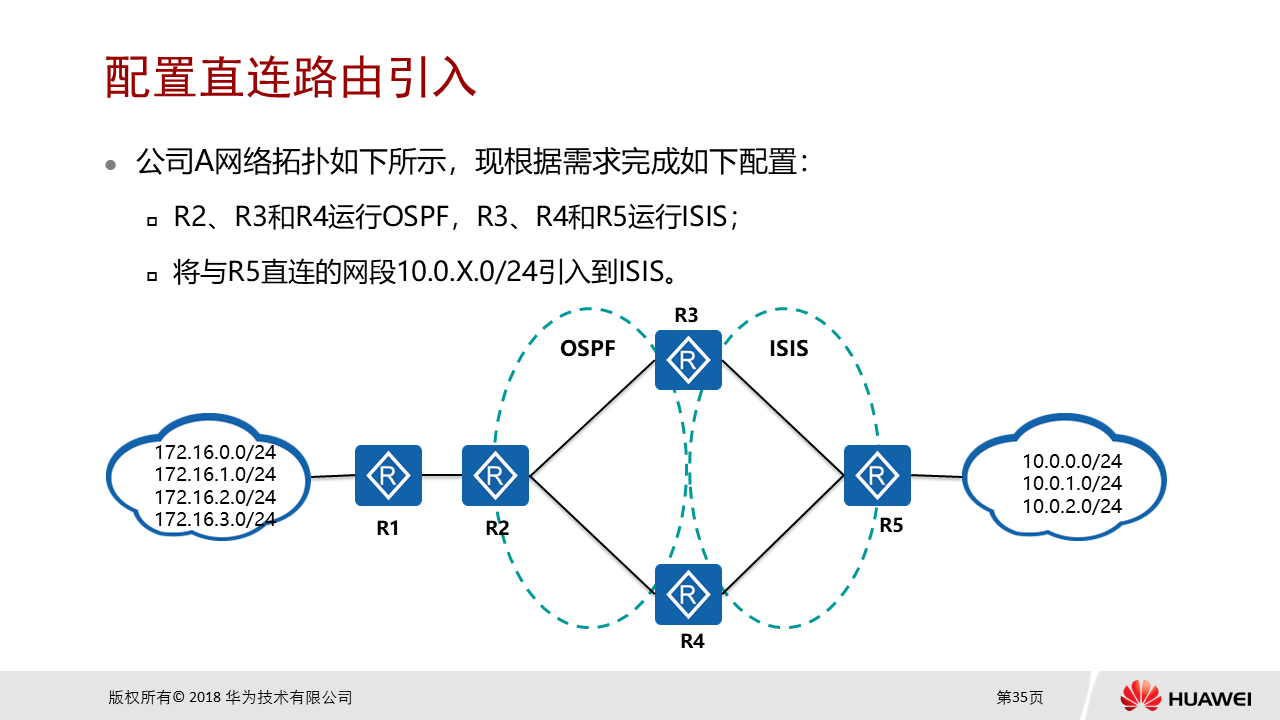 配置直连路由引入
公司A网络拓扑如下所示，现根据需求完成如下配置：
R2、R3和R4运行OSPF，R3、R4和R5运行ISIS；
将与R5直连的网段10.0.X.0/24引入到ISIS。
R3
OSPF
ISIS
R
172.16.0.0/24
172.16.1.0/24
172.16.2.0/24
172.16.3.0/24
R
R1
R
R2
R
R5
10.0.0.0/24
10.0.1.0/24
10.0.2.0/24
R
R4
版权所有© 2018 华为技术有限公司
第35页
HUAWEI